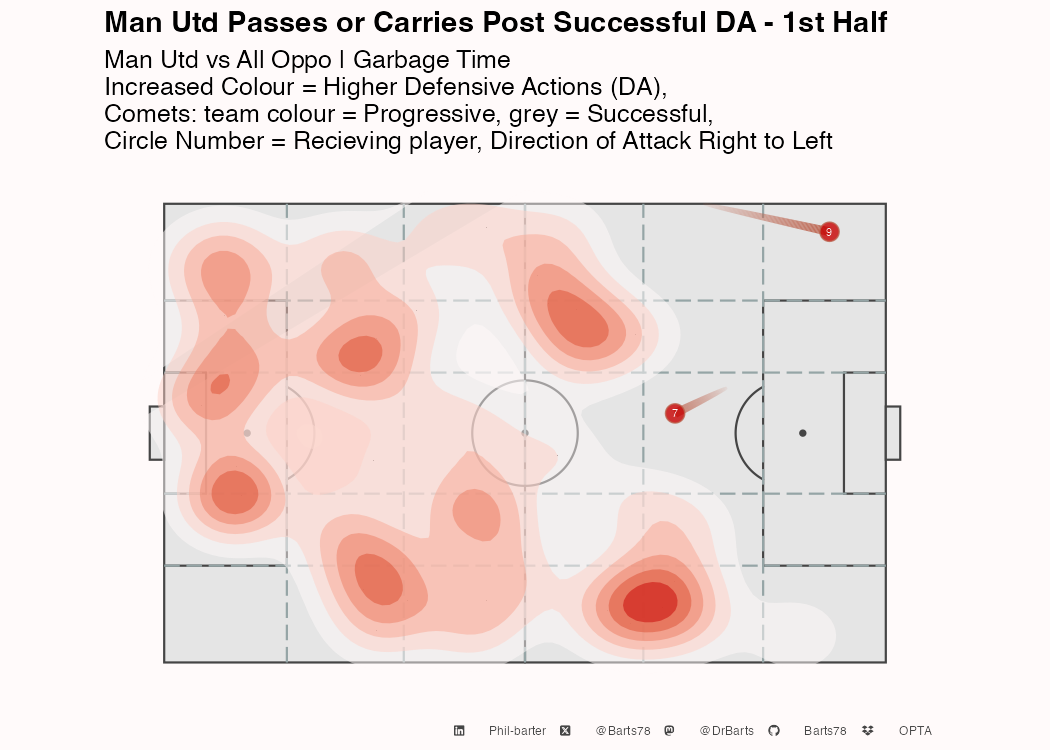 Man Utd Passes or Carries Post Successful DA - 1st Half
Man Utd vs All Oppo | Garbage Time
Increased Colour = Higher Defensive Actions (DA),
Comets: team colour = Progressive, grey = Successful,
Circle Number = Recieving player, Direction of Attack Right to Left
9
7
Phil-barter @Barts78 @DrBarts Barts78 OPTA